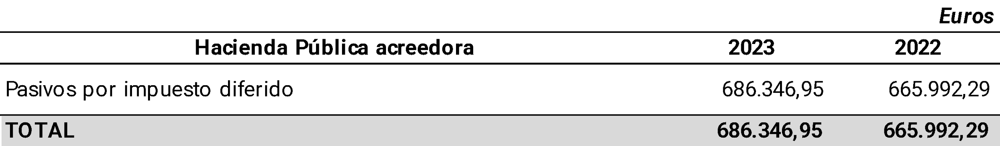 Euros
Hacienda Pública acreedora 2023 2022
Pasivos por impuesto diferido 686.346,95 665.992,29
TOTAL 686.346,95 665.992,29